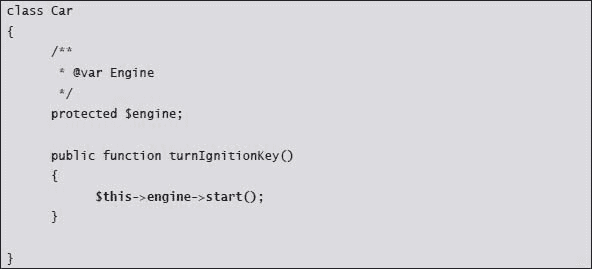 class Car
{
/**
* @var Engine
*/
protected $engine;
public function turnIgnitionKey()
{
$this->engine->start();
}
}